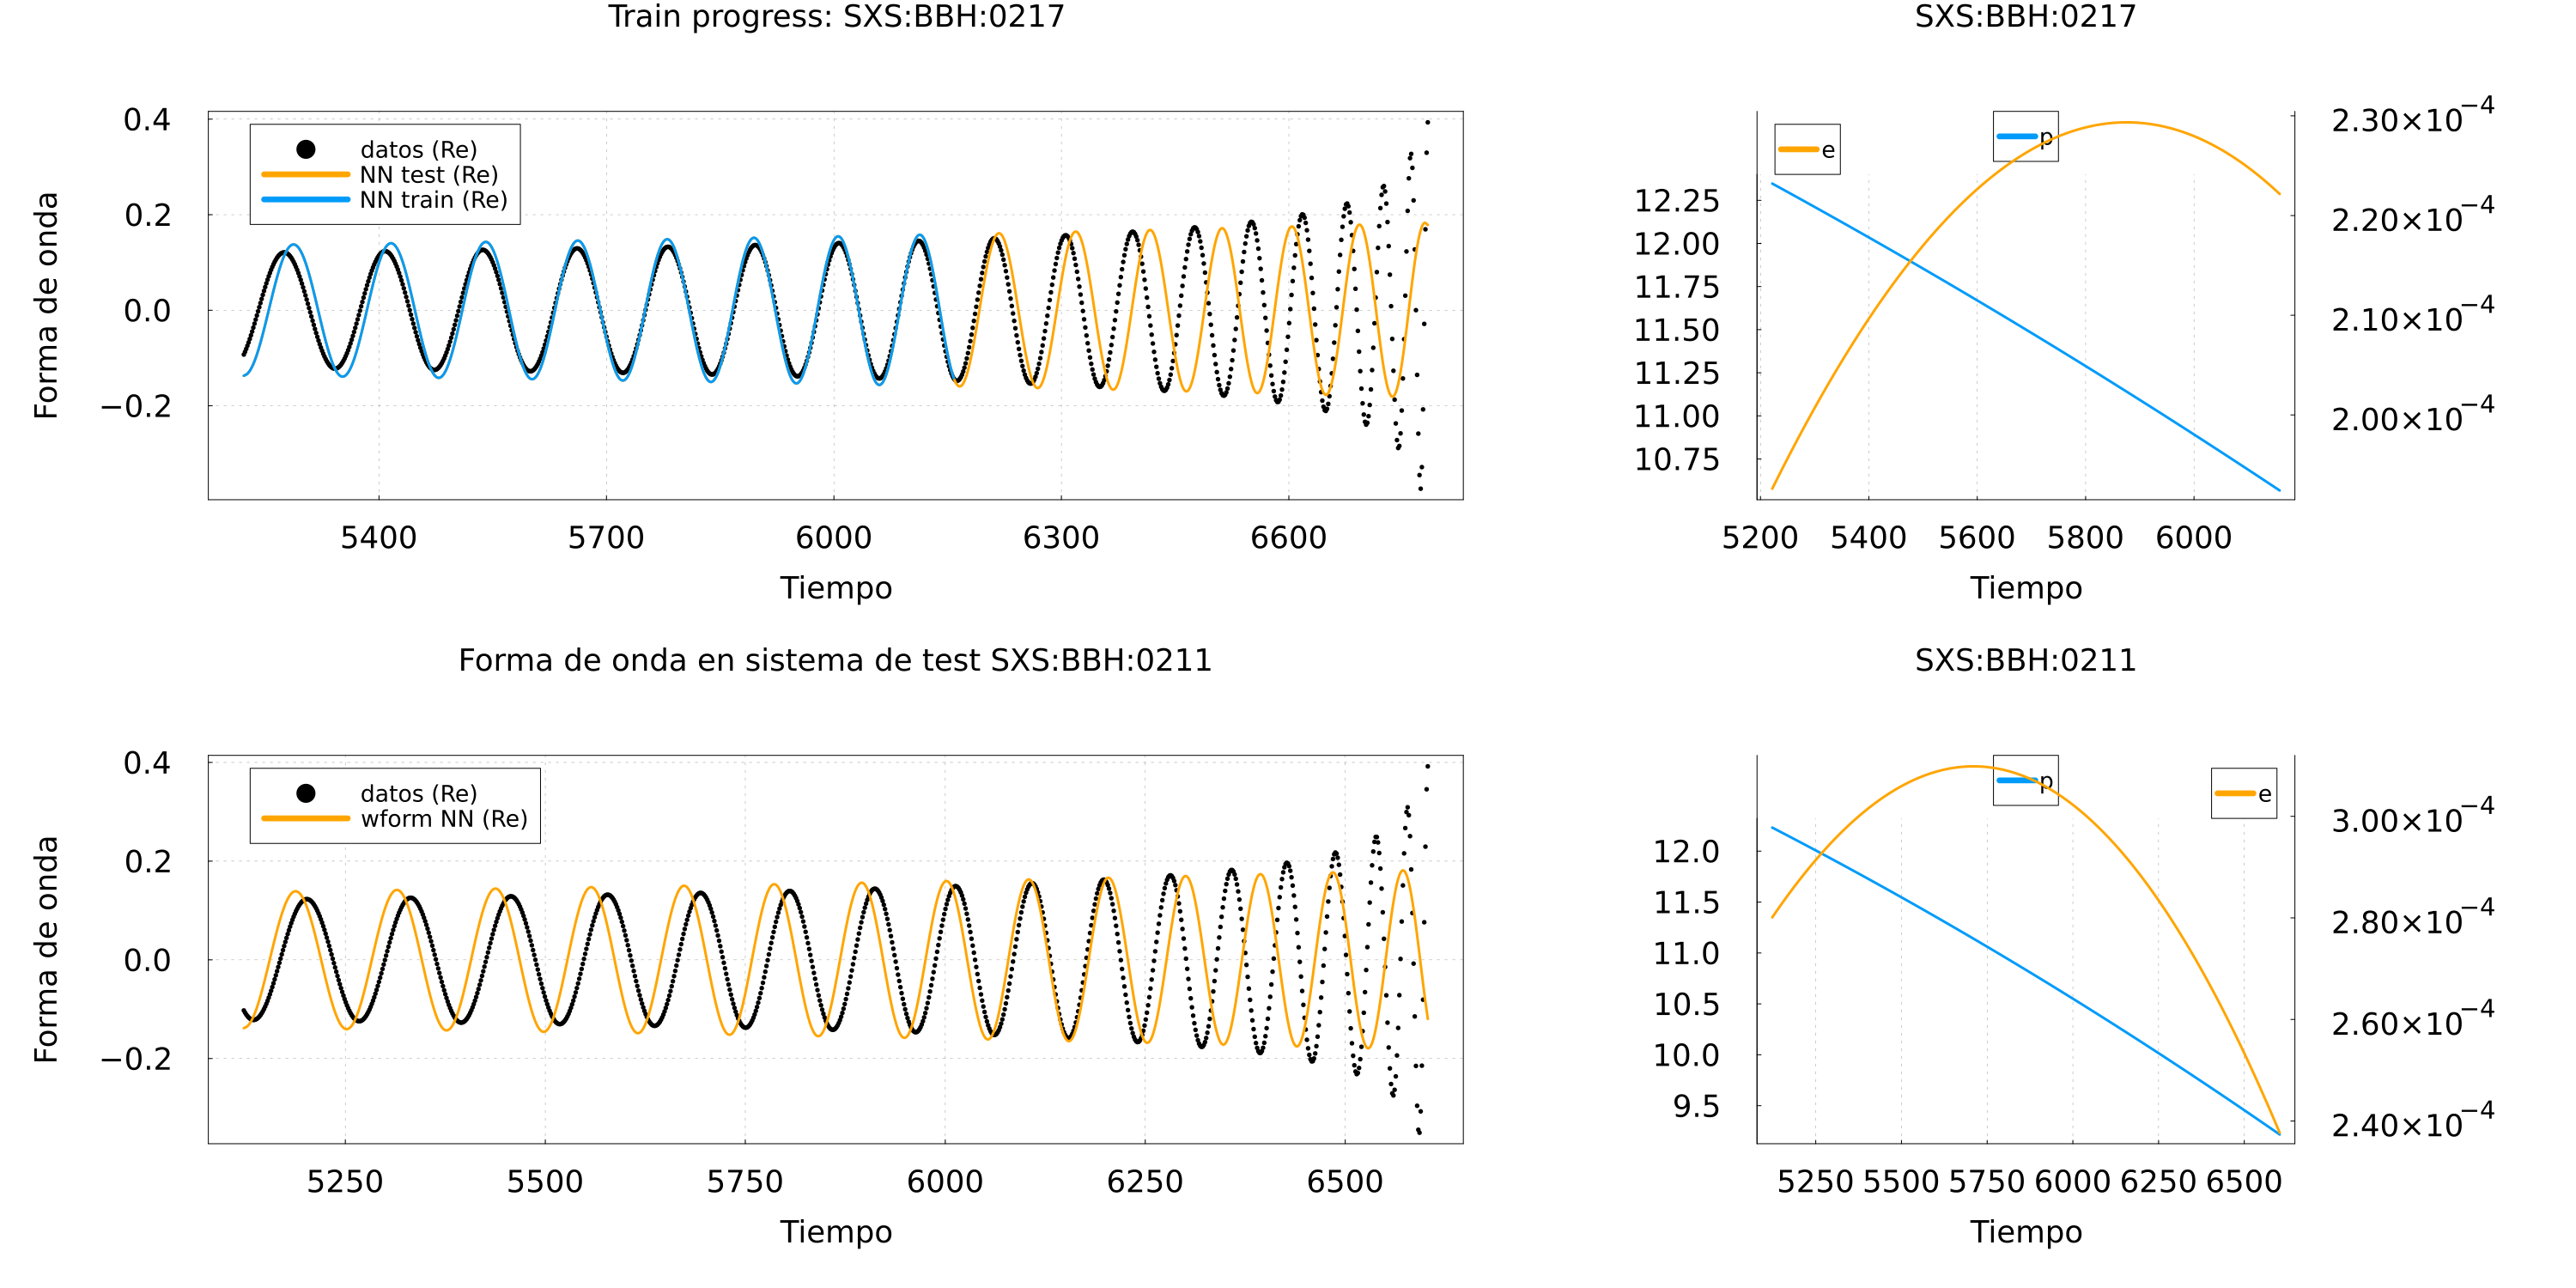 Train progress: SXS:BBH:0217
SXS:BBH:0217
Forma de onda
0.4
0.2
0.0
−0.2
datos (Re)
NN test (Re)
NN train (Re)
5400 5700 6000 6300 6600
Tiempo
e
p
12.25
12.00
11.75
11.50
11.25
11.00
10.75
2.30×10−4
2.20×10−4
2.10×10−4
2.00×10−4
5200 5400 5600 5800 6000
Tiempo
Forma de onda en sistema de test SXS:BBH:0211
SXS:BBH:0211
Forma de onda
0.4
0.2
0.0
−0.2
datos (Re)
wform NN (Re)
5250 5500 5750 6000 6250 6500
Tiempo
p
e
12.0
11.5
11.0
10.5
10.0
9.5
3.00×10−4
2.80×10−4
2.60×10−4
2.40×10−4
5250 5500 5750 6000 6250 6500
Tiempo